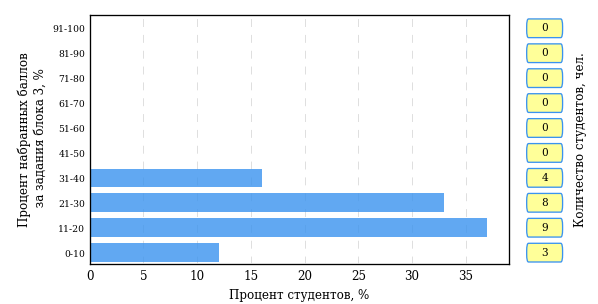 Процент набранных баллов
за задания блока 3, %
91-100 0
81-90 0
71-80 0
61-70 0
51-60 0
41-50 0
31-40 4
21-30 8
11-20 9
0-10 3
0 5 10 15 20 25 30 35
Процент студентов, %
Количество студентов, чел.